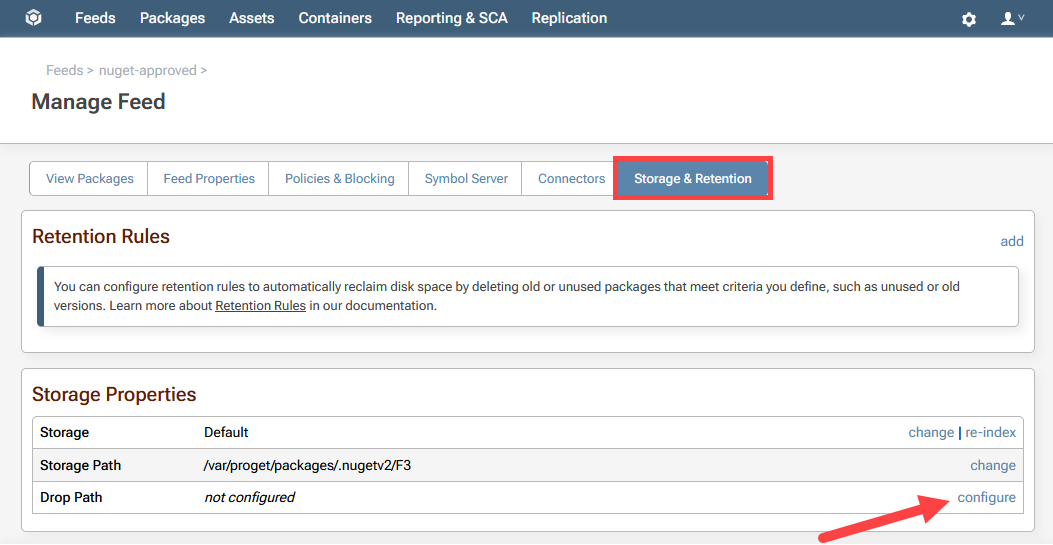 Feeds Packages Assets Containers Reporting & SCA Replication
Feeds > nuget-approved >
Manage Feed
View Packages Feed Properties Policies & Blocking Symbol Server Connectors Storage & Retention
Retention Rules add
You can configure retention rules to automatically reclaim disk space by deleting old or unused packages that meet criteria you define, such as unused or old
versions. Learn more about Retention Rules in our documentation.
Storage Properties
Storage Default change | re-index
Storage Path /var/proget/packages/.nugetv2/F3 change
Drop Path not configured configure